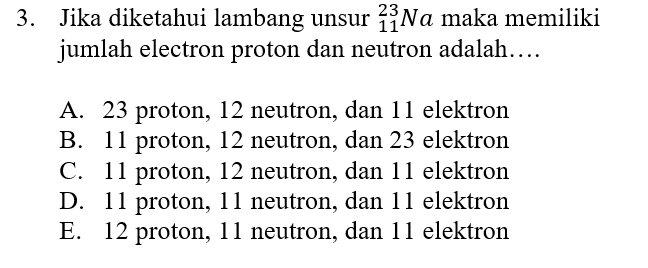 3. Jika diketahui lambang unsur ²³₁₁Na maka memiliki
jumlah electron proton dan neutron adalah….
A. 23 proton, 12 neutron, dan 11 elektron
B. 11 proton, 12 neutron, dan 23 elektron
C. 11 proton, 12 neutron, dan 11 elektron
D. 11 proton, 11 neutron, dan 11 elektron
E. 12 proton, 11 neutron, dan 11 elektron